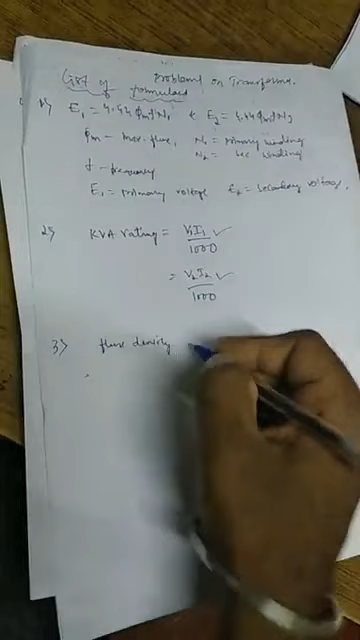 List of formulaes
Problems on Transformer.
1) E₁ = 4.44 ϕm f N₁ & E₂ = 4.44 ϕm f N₂
ϕm - max. flux, N₁ = primary winding
N₂ = sec winding
f - frequency
E₁ = primary voltage E₂ = secondary voltage.
2) KVA rating = V₁I₁ / 1000 ✓
= V₂I₂ / 1000 ✓
3) flux density